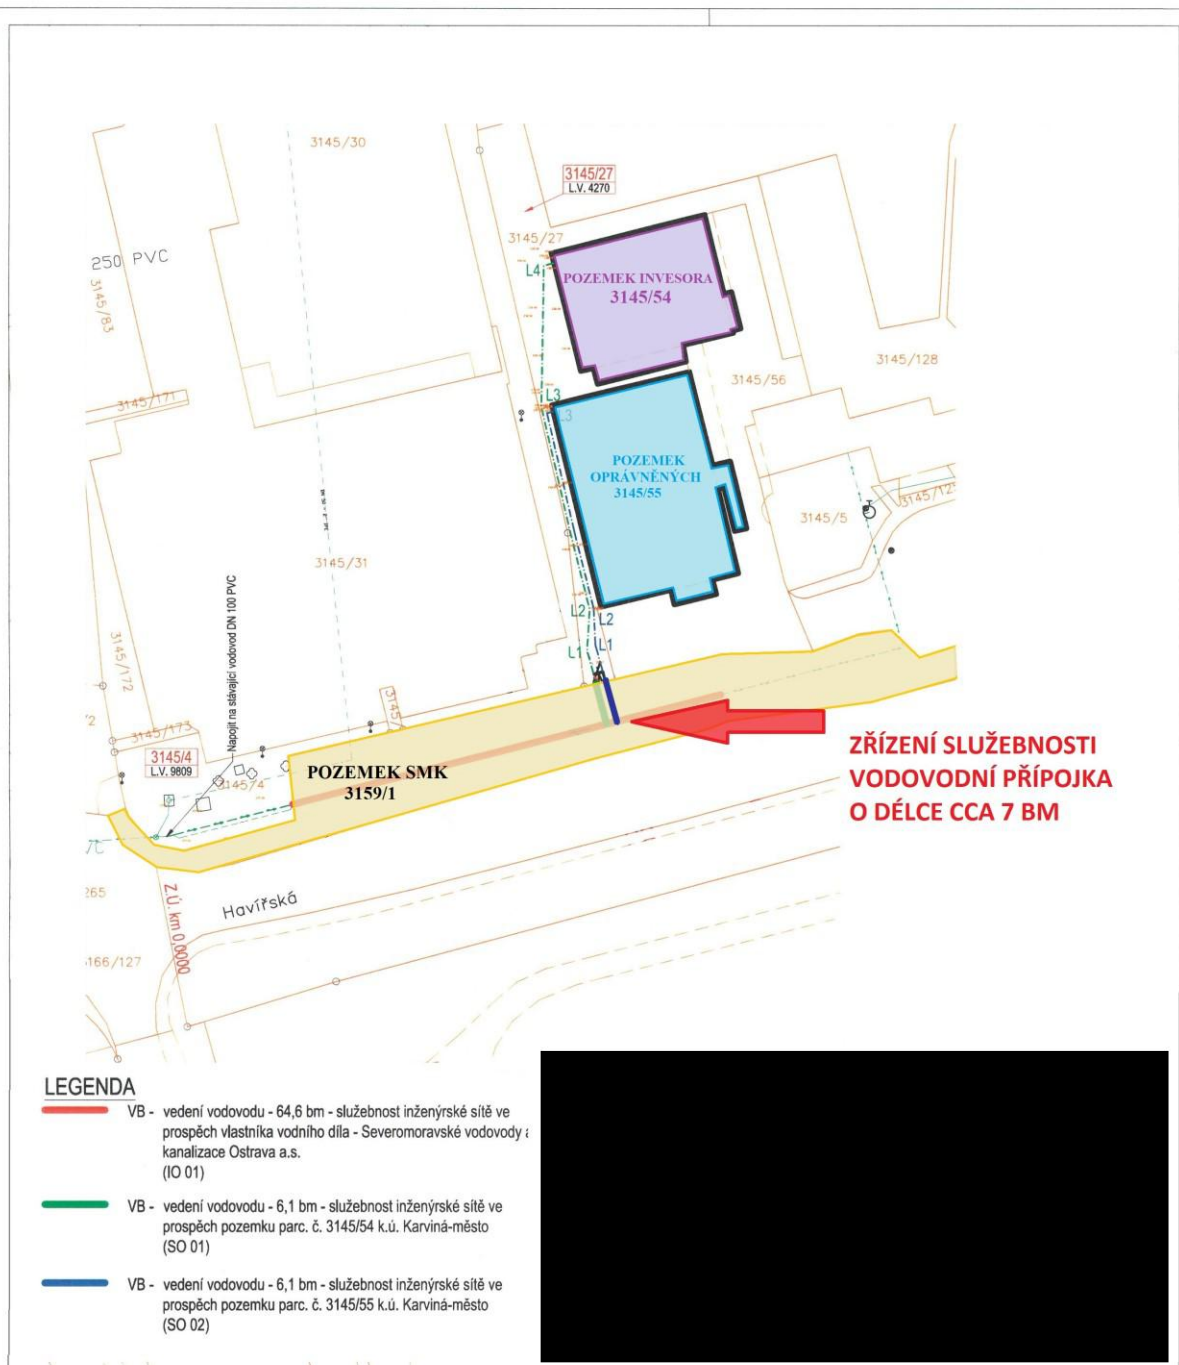 3145/30
3145/27
L.V. 4270
3145/27
250 PVC
3145/83
L4
POZEMEK INVESORA
3145/54
3145/128
3145/56
3145/171
L3
L3
POZEMEK
OPRÁVNĚNÝCH
3145/55
3145/5
3145/31
Napojit na stávající vodovod DN 100 PVC
L2
L2
L1
L1
3145/172
3145/173
3145/4
L.V. 9809
3145/4
POZEMEK SMK
3159/1
ZŘÍZENÍ SLUŽEBNOSTI
VODOVODNÍ PŘÍPOJKA
O DÉLCE CCA 7 BM
265
Havířská
Z.Ú. km 0,0000
166/127
LEGENDA
VB - vedení vodovodu - 64,6 bm - služebnost inženýrské sítě ve
prospěch vlastníka vodního díla - Severomoravské vodovody a
kanalizace Ostrava a.s.
(IO 01)
VB - vedení vodovodu - 6,1 bm - služebnost inženýrské sítě ve
prospěch pozemku parc. č. 3145/54 k.ú. Karviná-město
(SO 01)
VB - vedení vodovodu - 6,1 bm - služebnost inženýrské sítě ve
prospěch pozemku parc. č. 3145/55 k.ú. Karviná-město
(SO 02)